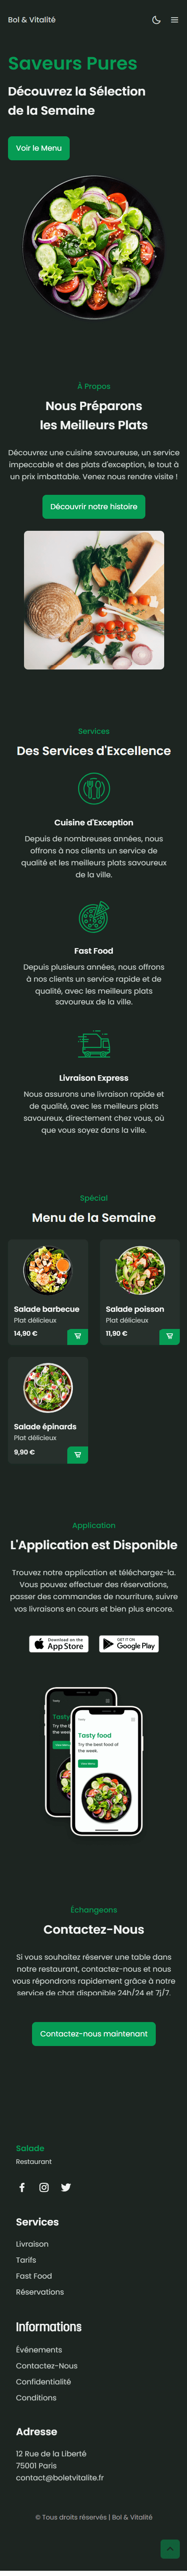 Bol & Vitalité
Saveurs Pures
Découvrez la Sélection
de la Semaine
Voir le Menu
À Propos
Nous Préparons
les Meilleurs Plats
Découvrez une cuisine savoureuse, un service
impeccable et des plats d'exception, le tout à
un prix imbattable. Venez nous rendre visite !
Découvrir notre histoire
Services
Des Services d'Excellence
Cuisine d'Exception
Depuis de nombreuses années, nous
offrons à nos clients un service de
qualité et les meilleurs plats savoureux
de la ville.
Fast Food
Depuis plusieurs années, nous offrons
à nos clients un service rapide et de
qualité, avec les meilleurs plats
savoureux de la ville.
Livraison Express
Nous assurons une livraison rapide et
de qualité, avec les meilleurs plats
savoureux, directement chez vous, où
que vous soyez dans la ville.
Spécial
Menu de la Semaine
Salade barbecue
Plat délicieux
14,90 €
Salade poisson
Plat délicieux
11,90 €
Salade épinards
Plat délicieux
9,90 €
Application
L'Application est Disponible
Trouvez notre application et téléchargez-la.
Vous pouvez effectuer des réservations,
passer des commandes de nourriture, suivre
vos livraisons en cours et bien plus encore.
Download on the
App Store
GET IT ON
Google Play
Tasty food
Try the best food of
the week.
Échangeons
Contactez-Nous
Si vous souhaitez réserver une table dans
notre restaurant, contactez-nous et nous
vous répondrons rapidement grâce à notre
service de chat disponible 24h/24 et 7j/7.
Contactez-nous maintenant
Salade
Restaurant
Services
Livraison
Tarifs
Fast Food
Réservations
Informations
Événements
Contactez-Nous
Confidentialité
Conditions
Adresse
12 Rue de la Liberté
75001 Paris
contact@boletvitalite.fr
© Tous droits réservés | Bol & Vitalité